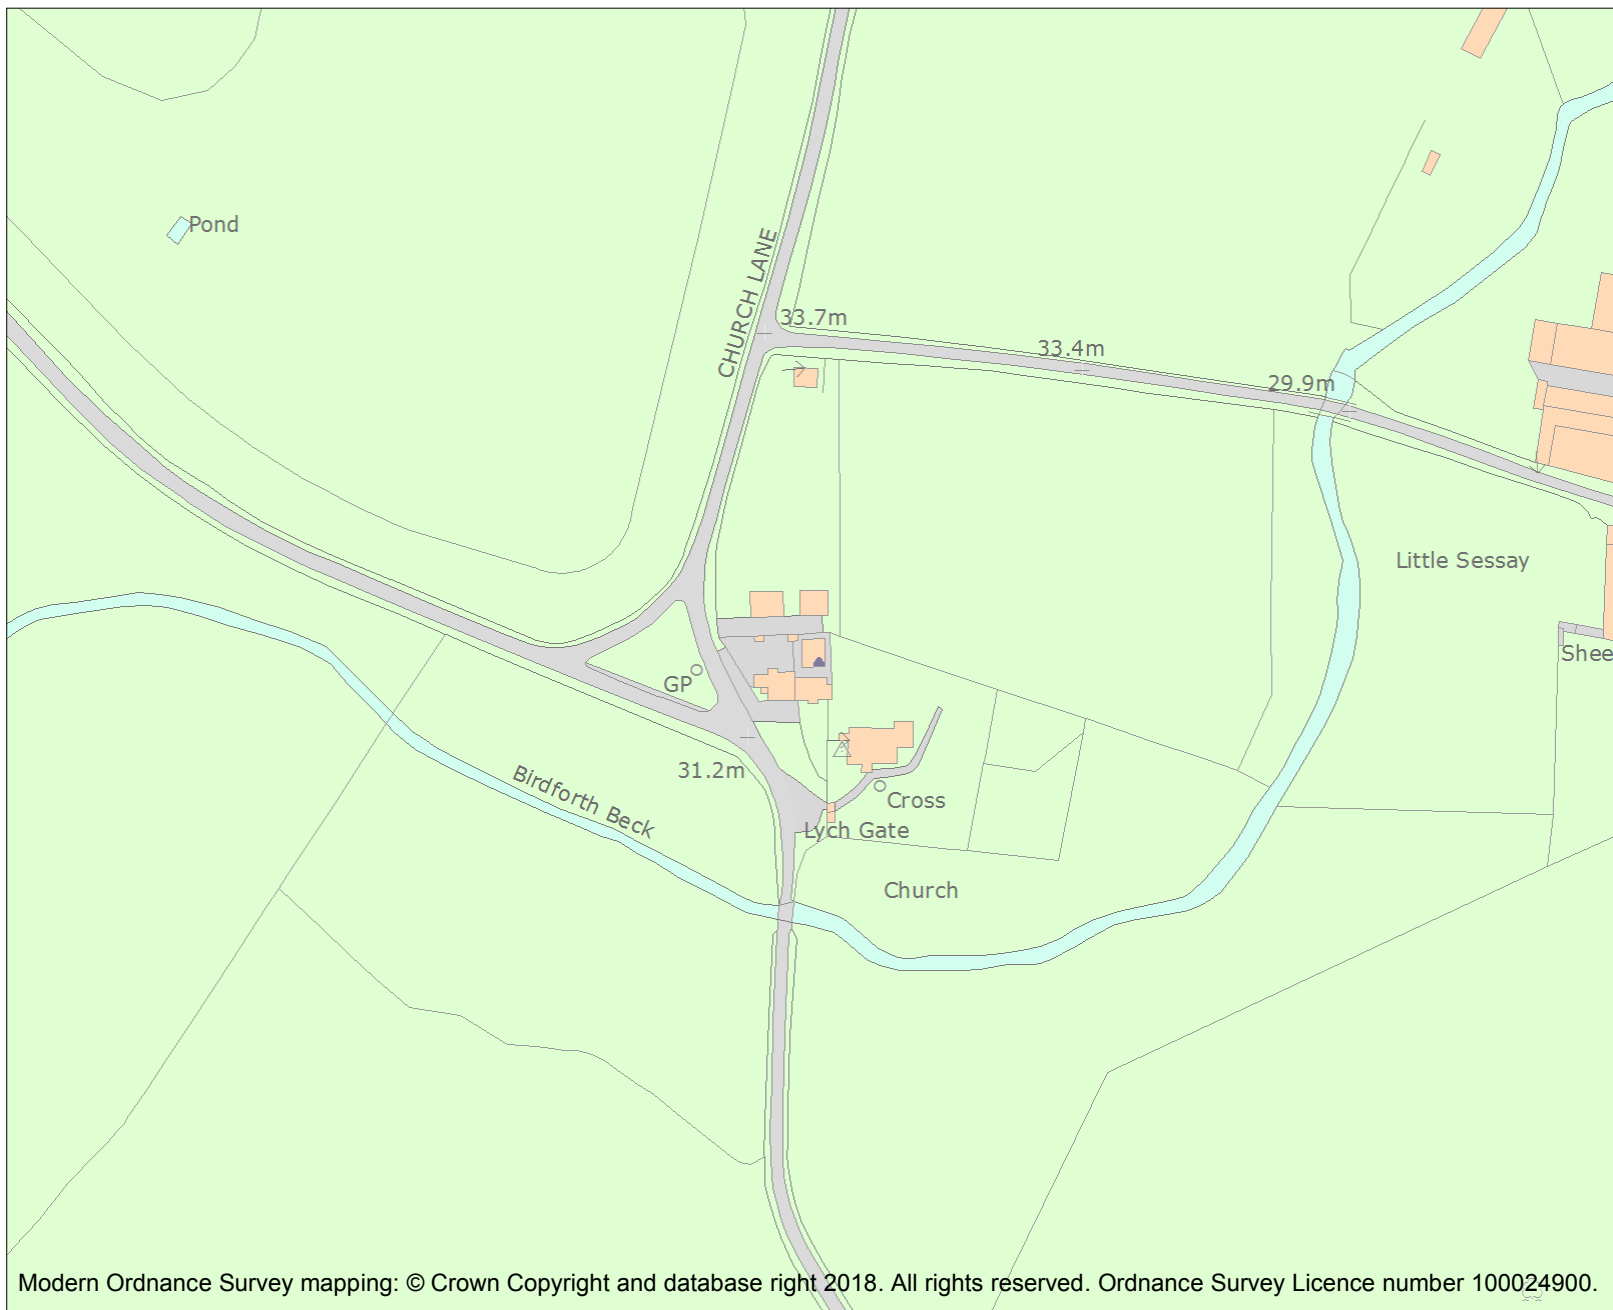 Pond
CHURCH LANE
33.7m
33.4m
29.9m
Little Sessay
GP
Shee
31.2m
Birdforth Beck
Cross
Lych Gate
Church
Modern Ordnance Survey mapping: © Crown Copyright and database right 2018. All rights reserved. Ordnance Survey Licence number 100024900.